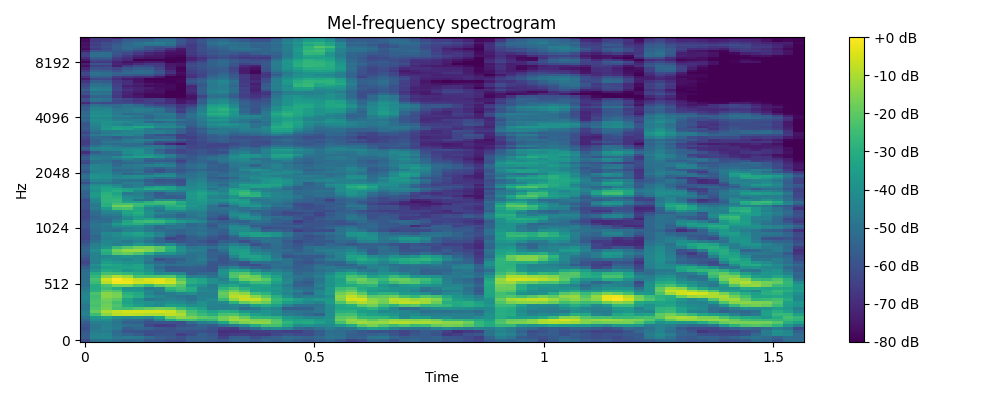 Mel-frequency spectrogram
Hz
8192
4096
2048
1024
512
0
0
0.5
1
1.5
Time
+0 dB
-10 dB
-20 dB
-30 dB
-40 dB
-50 dB
-60 dB
-70 dB
-80 dB